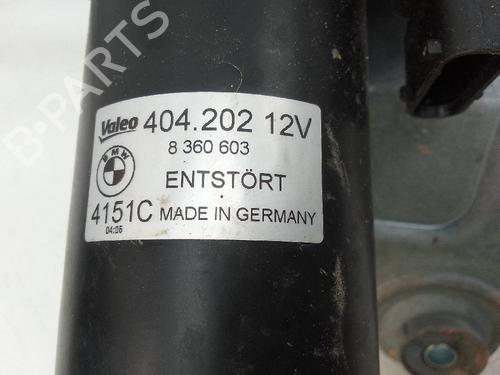 B-PARTS
Valeo 404.202 12V
BMW
8 360 603
ENTSTÖRT
4151C MADE IN GERMANY
04:06